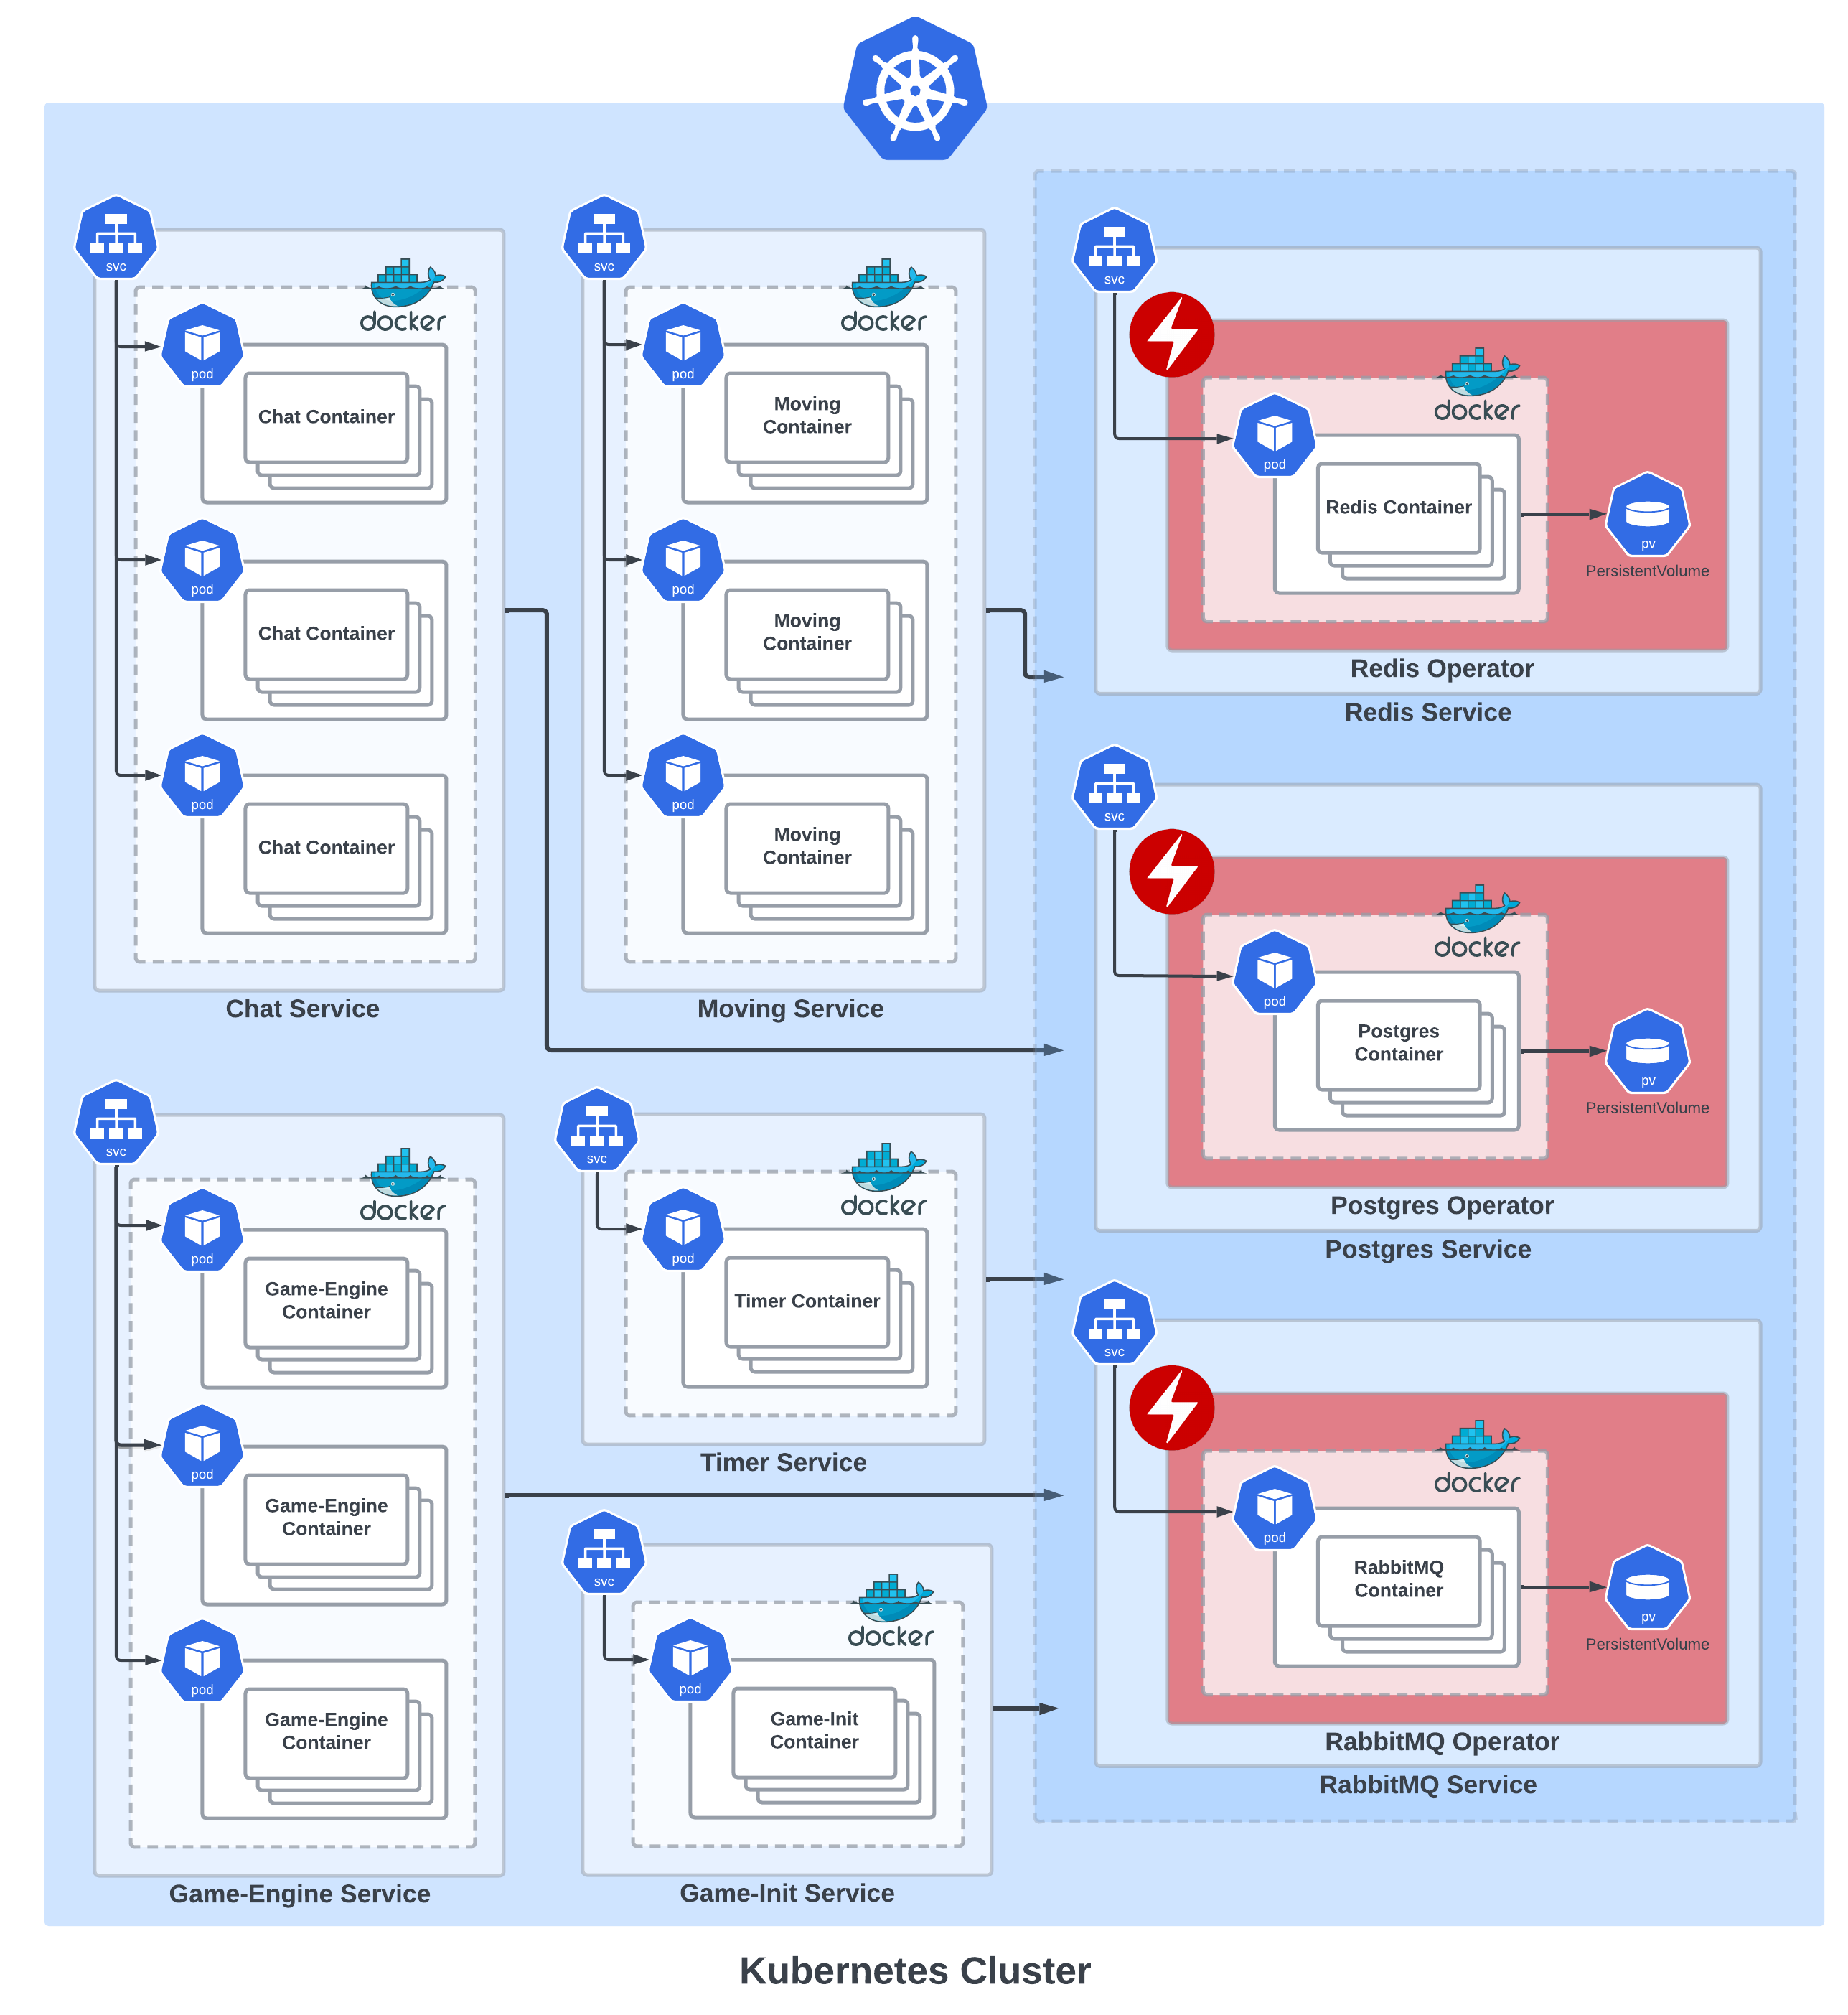 svc
docker
pod
Chat Container
pod
Chat Container
pod
Chat Container
Chat Service
svc
docker
pod
Moving
Container
pod
Moving
Container
pod
Moving
Container
Moving Service
svc
docker
pod
Game-Engine
Container
pod
Game-Engine
Container
pod
Game-Engine
Container
Game-Engine Service
svc
docker
pod
Timer Container
Timer Service
svc
docker
pod
Game-Init
Container
Game-Init Service
svc
docker
pod
Redis Container
pv
PersistentVolume
Redis Operator
Redis Service
svc
docker
pod
Postgres
Container
pv
PersistentVolume
Postgres Operator
Postgres Service
svc
docker
pod
RabbitMQ
Container
pv
PersistentVolume
RabbitMQ Operator
RabbitMQ Service
Kubernetes Cluster